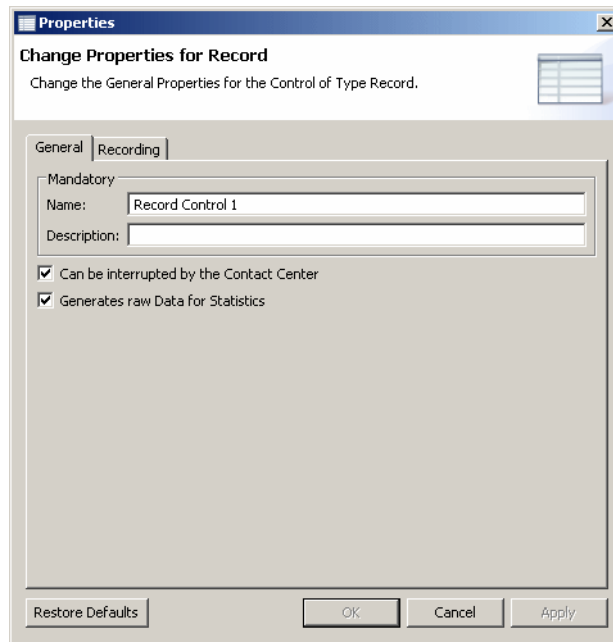 Properties
Change Properties for Record
Change the General Properties for the Control of Type Record.
General Recording
Mandatory
Name: Record Control 1
Description:
Can be interrupted by the Contact Center
Generates raw Data for Statistics
Restore Defaults OK Cancel Apply